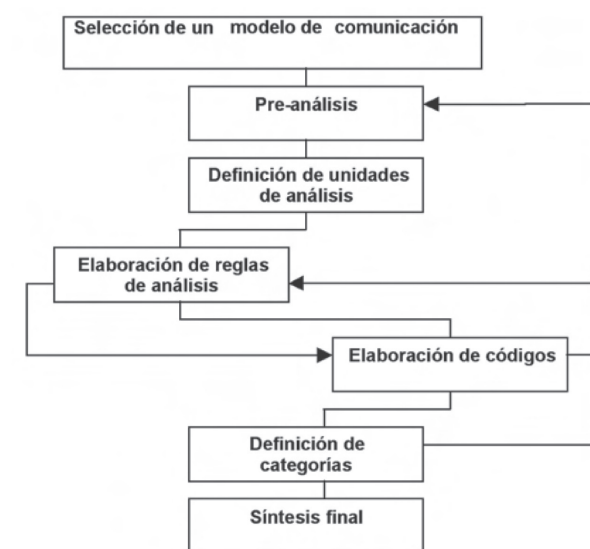 Selección de un modelo de comunicación
Pre-análisis
Definición de unidades
de análisis
Elaboración de reglas
de análisis
Elaboración de códigos
Definición de
categorías
Síntesis final